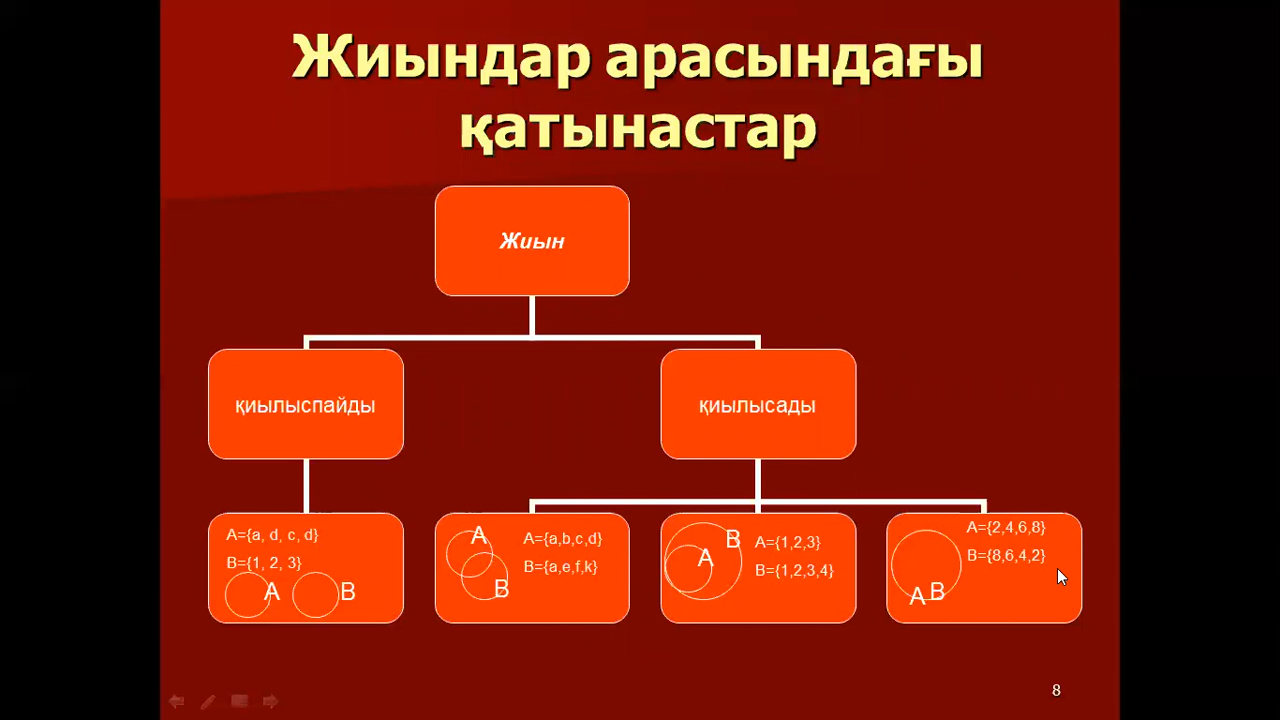 Жиындар арасындағы
қатынастар
Жиын
қиылыспайды
қиылысады
A={a, d, c, d}
B={1, 2, 3}
A B
A
A={a,b,c,d}
B={a,e,f,k}
B
B
A
A={1,2,3}
B={1,2,3,4}
A={2,4,6,8}
B={8,6,4,2}
A B
8